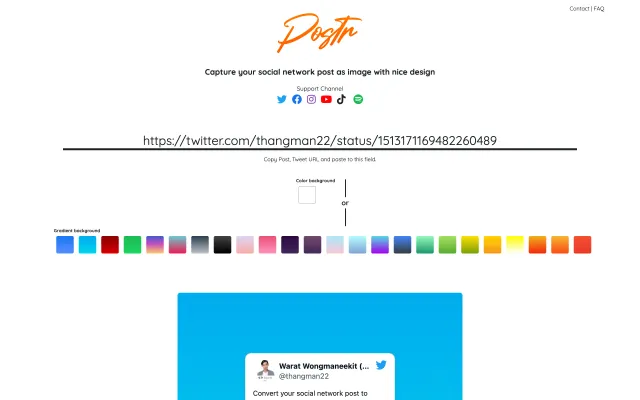 Contact | FAQ
Postr
Capture your social network post as image with nice design
Support Channel
https://twitter.com/thangman22/status/1513171169482260489
Copy Post, Tweet URL and paste to this field.
Color background
or
Gradient background
Warat Wongmaneekit (...
@thangman22
Convert your social network post to